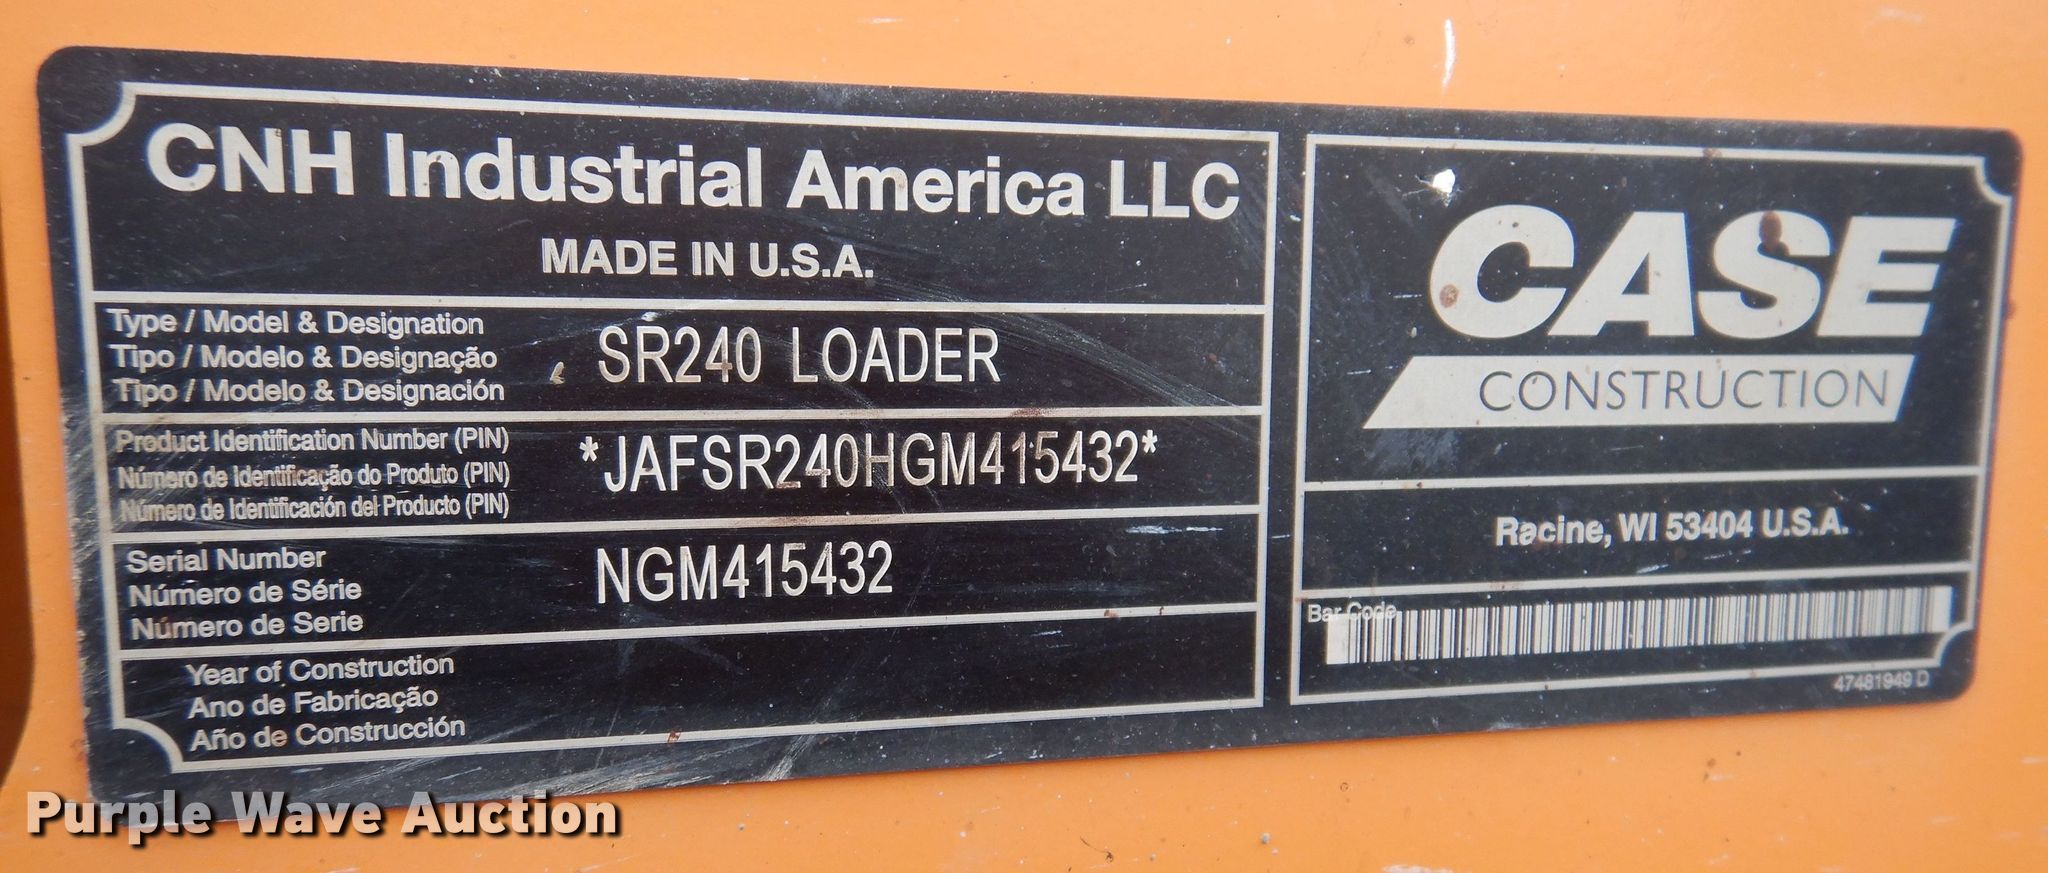 CNH Industrial America LLC
MADE IN U.S.A.
Type / Model & Designation
Tipo / Modelo & Designação
Tipo / Modelo & Designación
SR240 LOADER
Product Identification Number (PIN)
Número de Identificação do Produto (PIN)
Número de Identificación del Producto (PIN)
*JAFSR240HGM415432*
Serial Number
Número de Série
Número de Serie
NGM415432
Year of Construction
Ano de Fabricação
Año de Construcción
CASE
CONSTRUCTION
Racine, WI 53404 U.S.A.
Bar Code
47481949 D
Purple Wave Auction